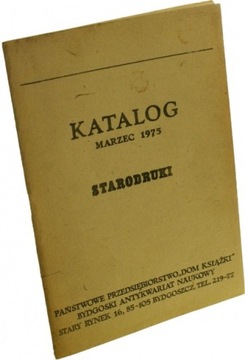 KATALOG
MARZEC 1975
STARODRUKI
PAŃSTWOWE PRZEDSIĘBIORSTWO „DOM KSIĄŻKI"
BYDGOSKI ANTYKWARIAT NAUKOWY
STARY RYNEK 16, 85-105 BYDGOSZCZ, TEL. 219-77